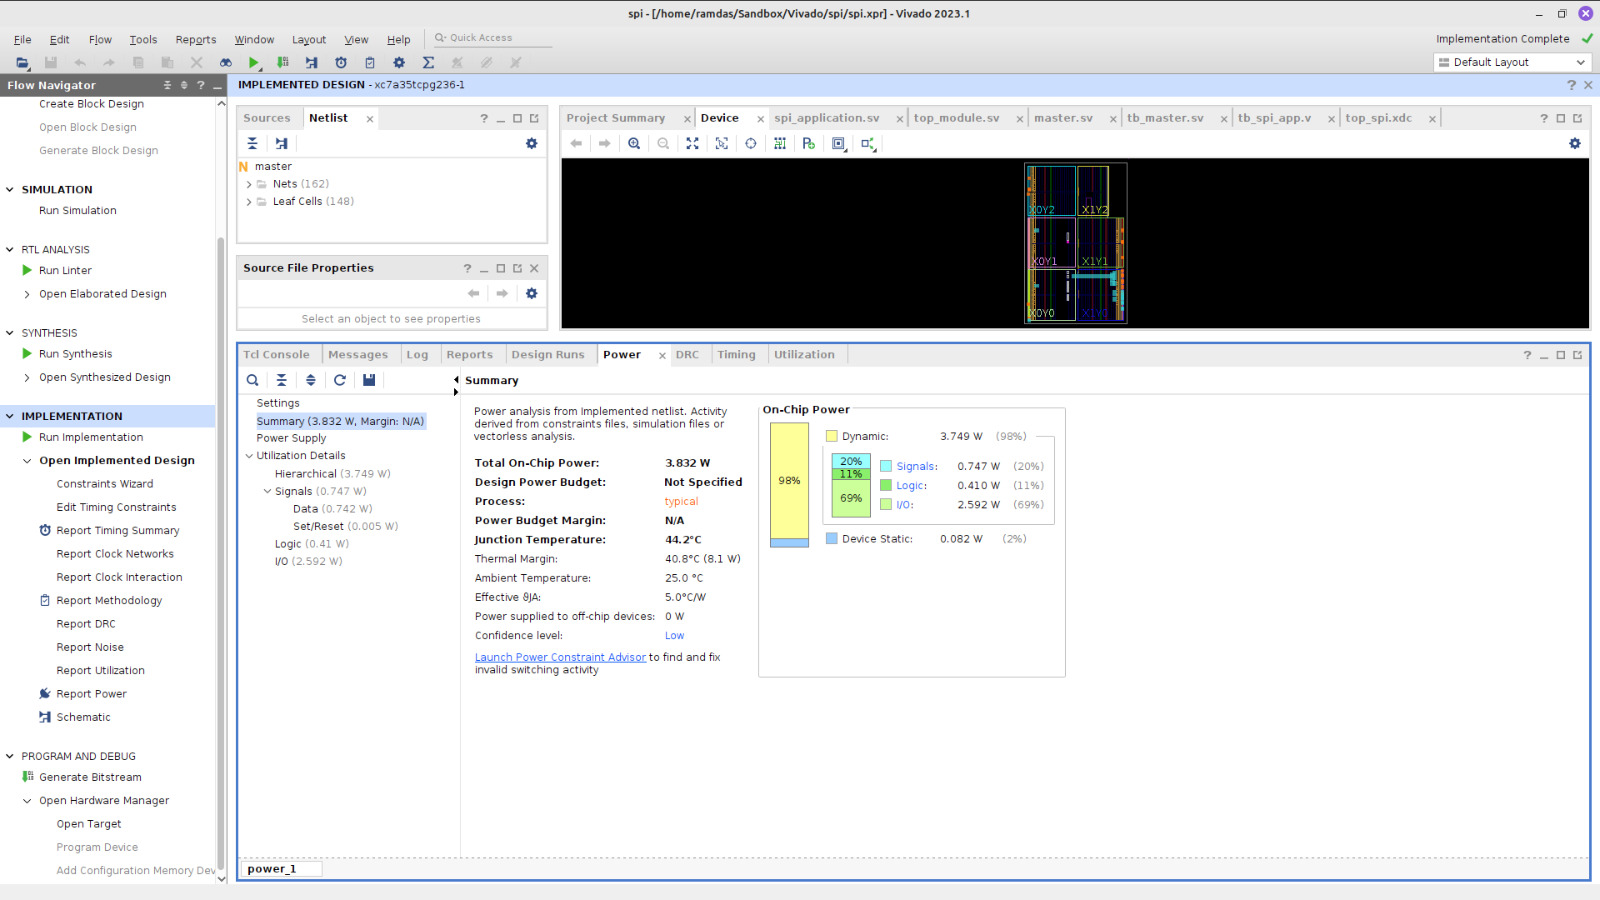 spi - [/home/ramdas/Sandbox/Vivado/spi/spi.xpr] - Vivado 2023.1
File Edit Flow Tools Reports Window Layout View Help Quick Access
Implementation Complete
Default Layout
Flow Navigator
Create Block Design
Open Block Design
Generate Block Design
SIMULATION
Run Simulation
RTL ANALYSIS
Run Linter
Open Elaborated Design
SYNTHESIS
Run Synthesis
Open Synthesized Design
IMPLEMENTATION
Run Implementation
Open Implemented Design
Constraints Wizard
Edit Timing Constraints
Report Timing Summary
Report Clock Networks
Report Clock Interaction
Report Methodology
Report DRC
Report Noise
Report Utilization
Report Power
Schematic
PROGRAM AND DEBUG
Generate Bitstream
Open Hardware Manager
Open Target
Program Device
Add Configuration Memory Dev
IMPLEMENTED DESIGN - xc7a35tcpg236-1
Sources Netlist
master
Nets (162)
Leaf Cells (148)
Source File Properties
Select an object to see properties
Project Summary Device spi_application.sv top_module.sv master.sv tb_master.sv tb_spi_app.v top_spi.xdc
X0Y2 X1Y2
X0Y1 X1Y1
X0Y0 X1Y0
Tcl Console Messages Log Reports Design Runs Power DRC Timing Utilization
Settings
Summary (3.832 W, Margin: N/A)
Power Supply
Utilization Details
Hierarchical (3.749 W)
Signals (0.747 W)
Data (0.742 W)
Set/Reset (0.005 W)
Logic (0.41 W)
I/O (2.592 W)
Summary
Power analysis from Implemented netlist. Activity
derived from constraints files, simulation files or
vectorless analysis.
Total On-Chip Power: 3.832 W
Design Power Budget: Not Specified
Process: typical
Power Budget Margin: N/A
Junction Temperature: 44.2°C
Thermal Margin: 40.8°C (8.1 W)
Ambient Temperature: 25.0 °C
Effective ϑJA: 5.0°C/W
Power supplied to off-chip devices: 0 W
Confidence level: Low
Launch Power Constraint Advisor to find and fix
invalid switching activity
On-Chip Power
98%
Dynamic: 3.749 W (98%)
20%
11%
69%
Signals: 0.747 W (20%)
Logic: 0.410 W (11%)
I/O: 2.592 W (69%)
Device Static: 0.082 W (2%)
power_1